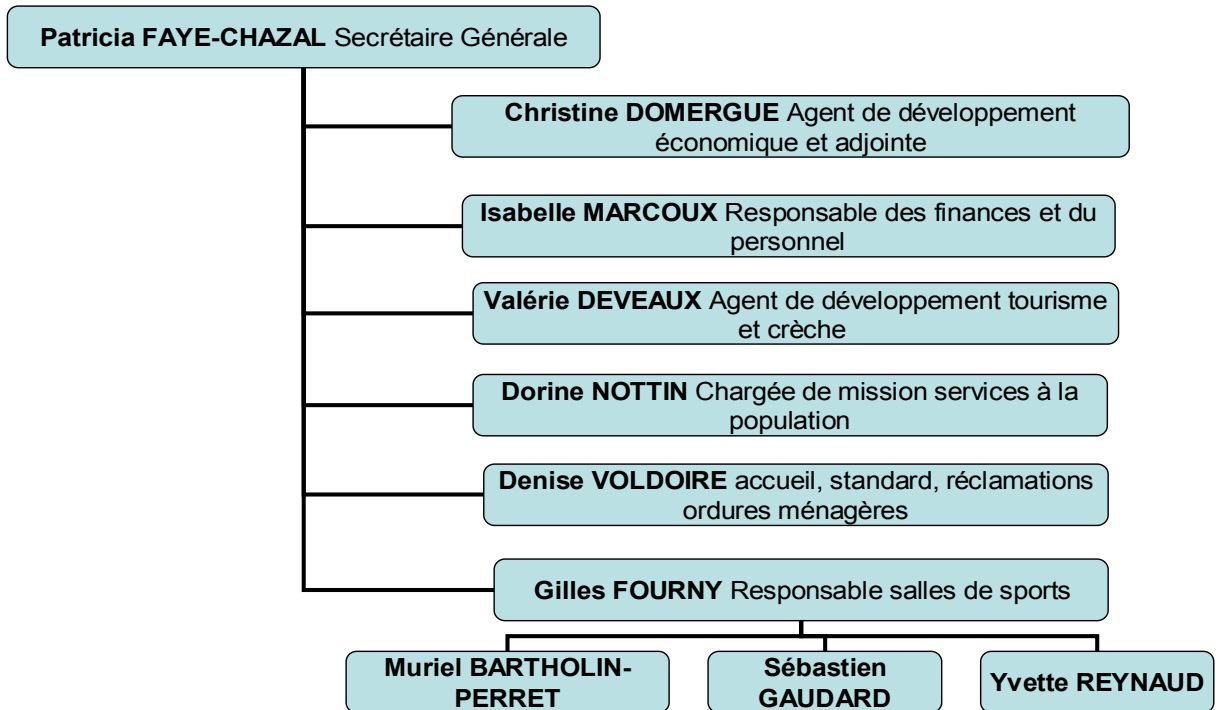 Patricia FAYE-CHAZAL Secrétaire Générale
Christine DOMERGUE Agent de développement
économique et adjointe
Isabelle MARCOUX Responsable des finances et du
personnel
Valérie DEVEAUX Agent de développement tourisme
et crèche
Dorine NOTTIN Chargée de mission services à la
population
Denise VOLDOIRE accueil, standard, réclamations
ordures ménagères
Gilles FOURNY Responsable salles de sports
Muriel BARTHOLIN-
PERRET
Sébastien
GAUDARD
Yvette REYNAUD